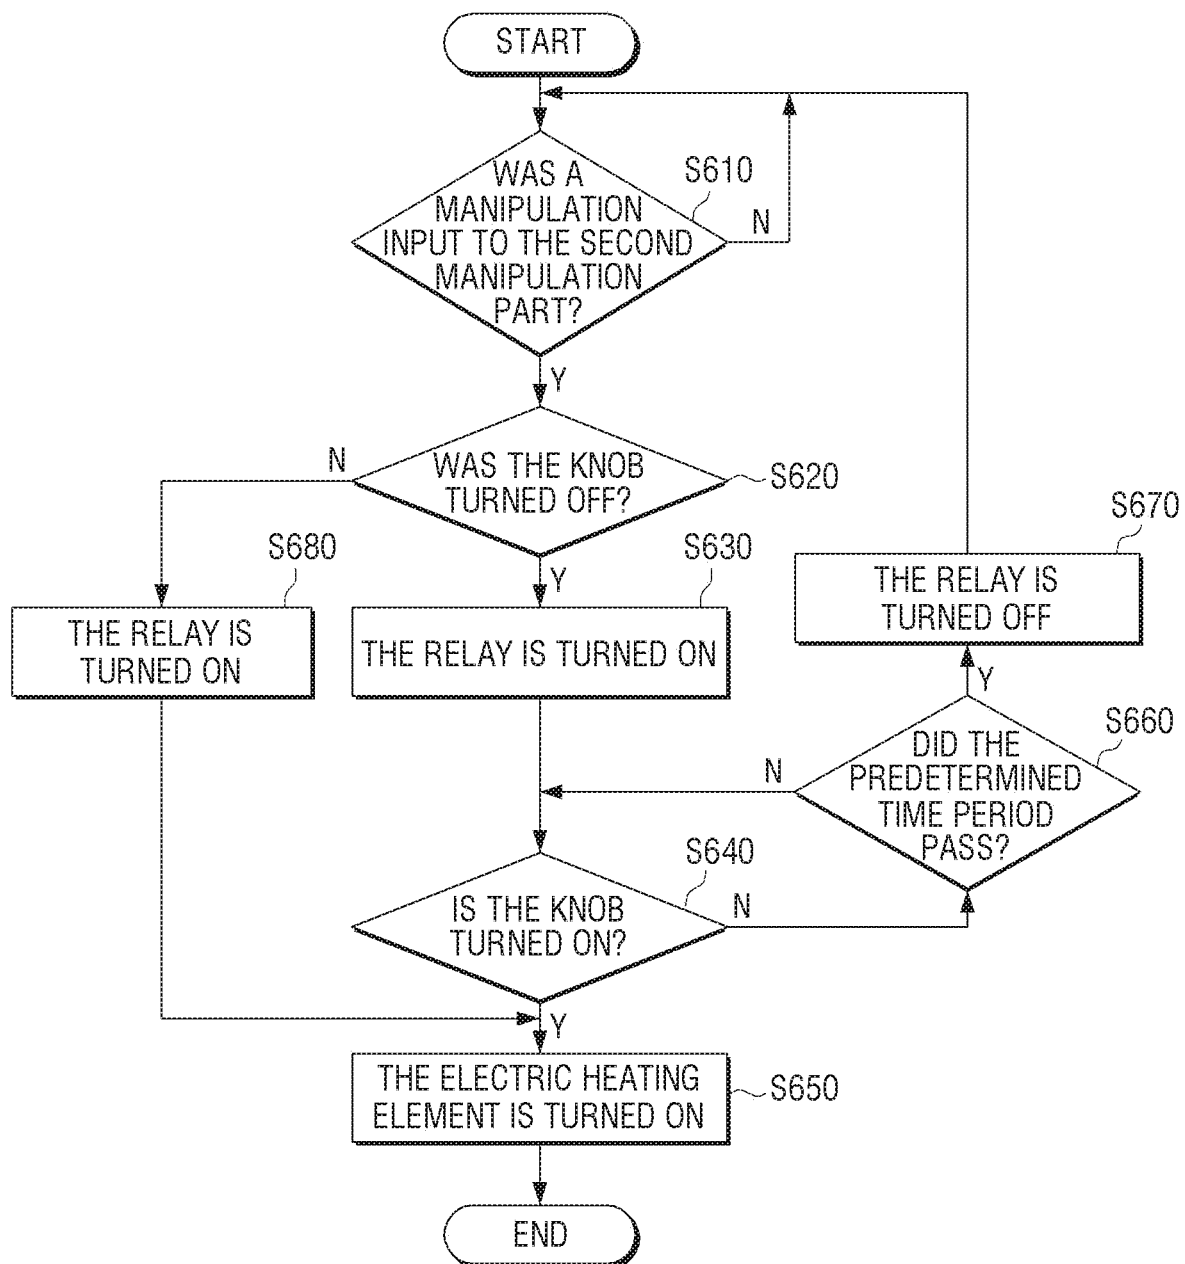 START
WAS A
MANIPULATION
INPUT TO THE SECOND
MANIPULATION
PART?
S610
N
Y
WAS THE KNOB
TURNED OFF?
S620
N
Y
S680
THE RELAY IS
TURNED ON
S630
THE RELAY IS TURNED ON
S670
THE RELAY IS
TURNED OFF
Y
S660
DID THE
PREDETERMINED
TIME PERIOD
PASS?
N
S640
IS THE KNOB
TURNED ON?
N
Y
THE ELECTRIC HEATING
ELEMENT IS TURNED ON
S650
END